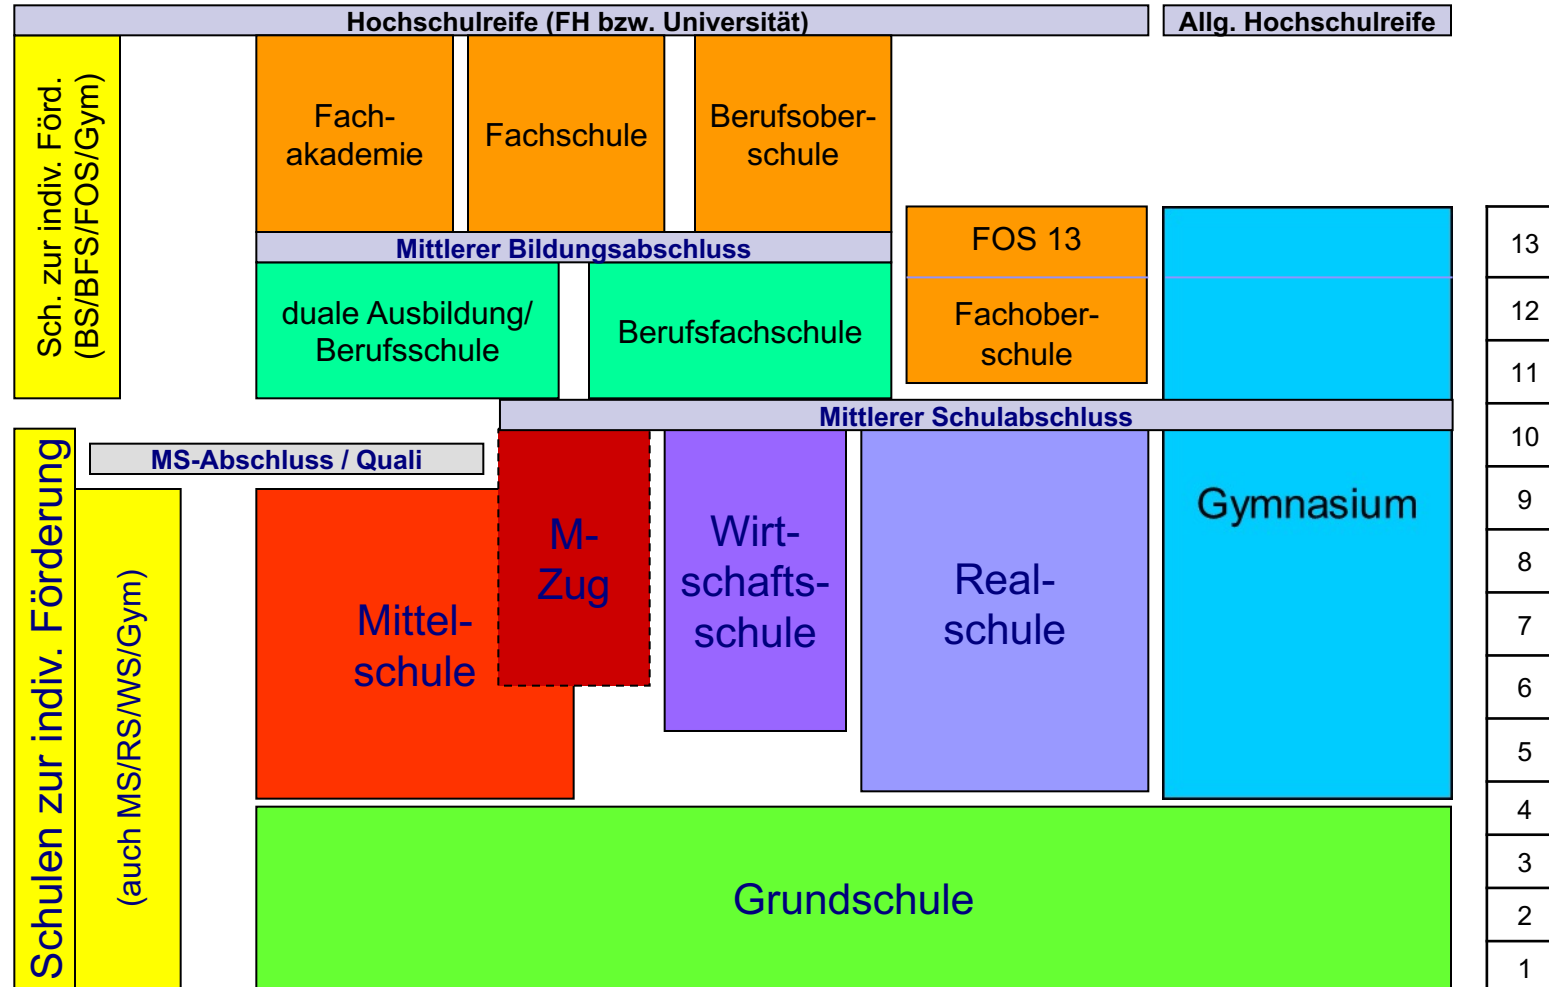 Hochschulreife (FH bzw. Universität)
Allg. Hochschulreife
Sch. zur indiv. Förd.
(BS/BFS/FOS/Gym)
Fach-
akademie
Fachschule
Berufsober-
schule
Mittlerer Bildungsabschluss
FOS 13
13
duale Ausbildung/
Berufsschule
Berufsfachschule
Fachober-
schule
12
11
Mittlerer Schulabschluss
10
MS-Abschluss / Quali
Schulen zur indiv. Förderung
(auch MS/RS/WS/Gym)
Mittel-
schule
M-
Zug
Wirt-
schafts-
schule
Real-
schule
Gymnasium
9
8
7
6
5
4
Grundschule
3
2
1